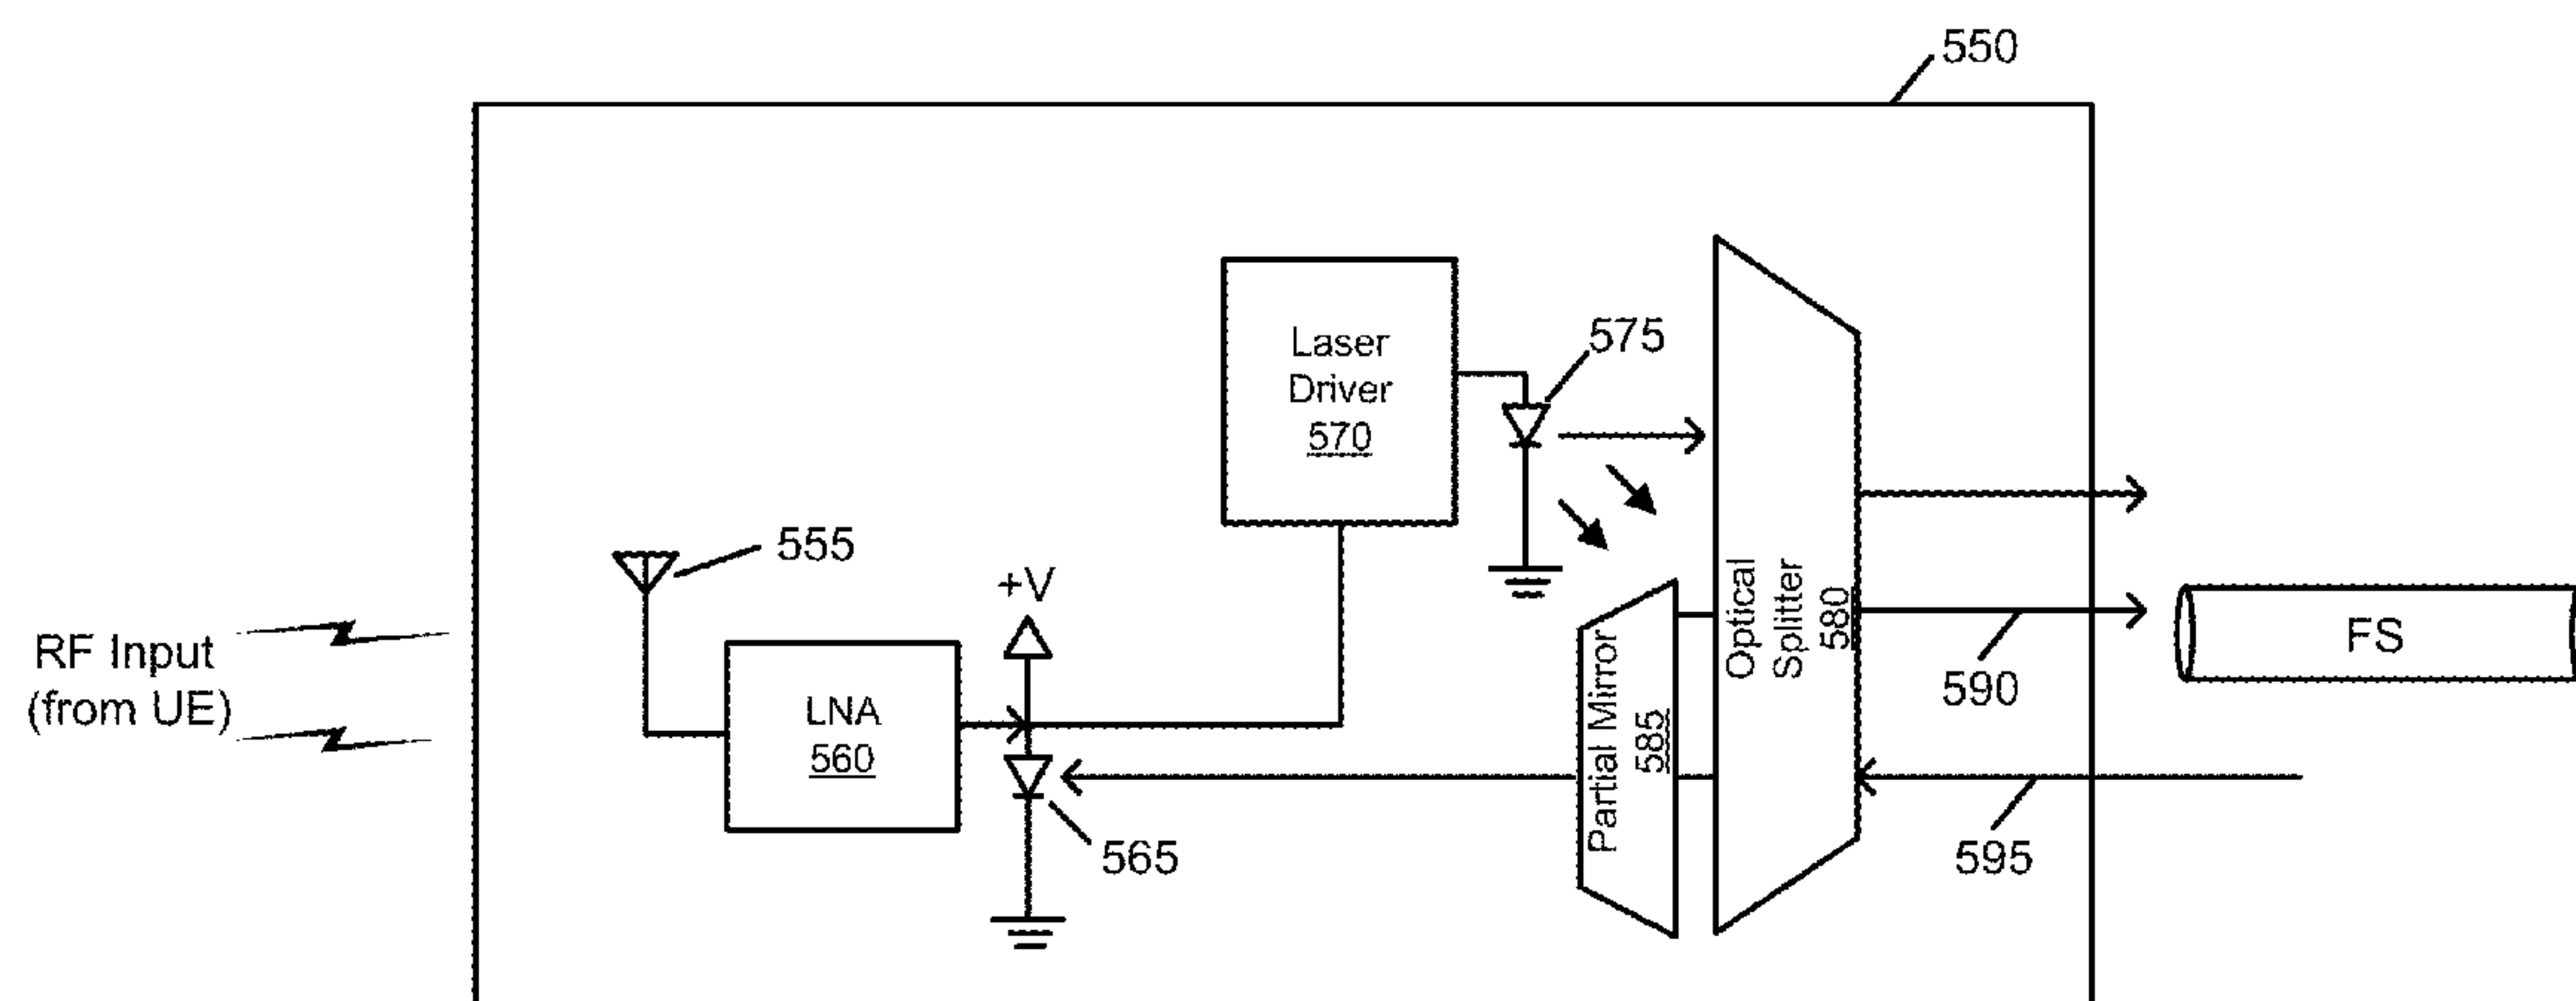 550
Laser
Driver
570
575
555
+V
RF Input
(from UE)
LNA
560
565
Partial Mirror
585
Optical
Splitter
580
590
FS
595